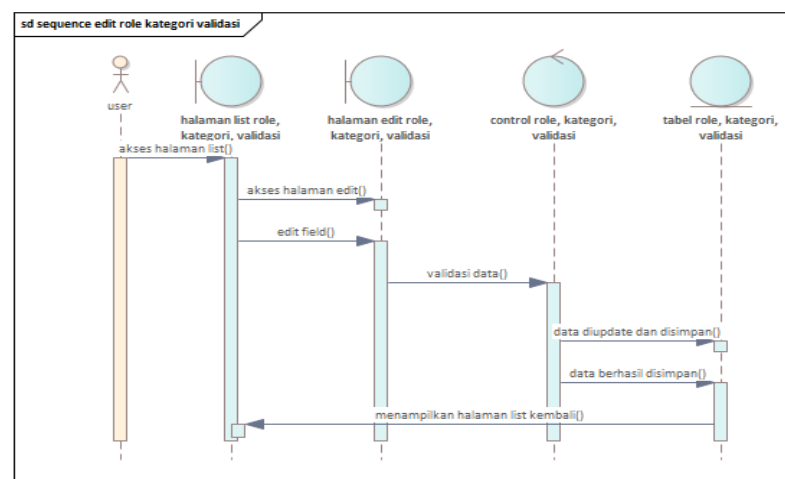 sd sequence edit role kategori validasi
user
halaman list role,
kategori, validasi
halaman edit role,
kategori, validasi
control role, kategori,
validasi
tabel role, kategori,
validasi
akses halaman list()
akses halaman edit()
edit field()
validasi data()
data diupdate dan disimpan()
data berhasil disimpan()
menampilkan halaman list kembali()